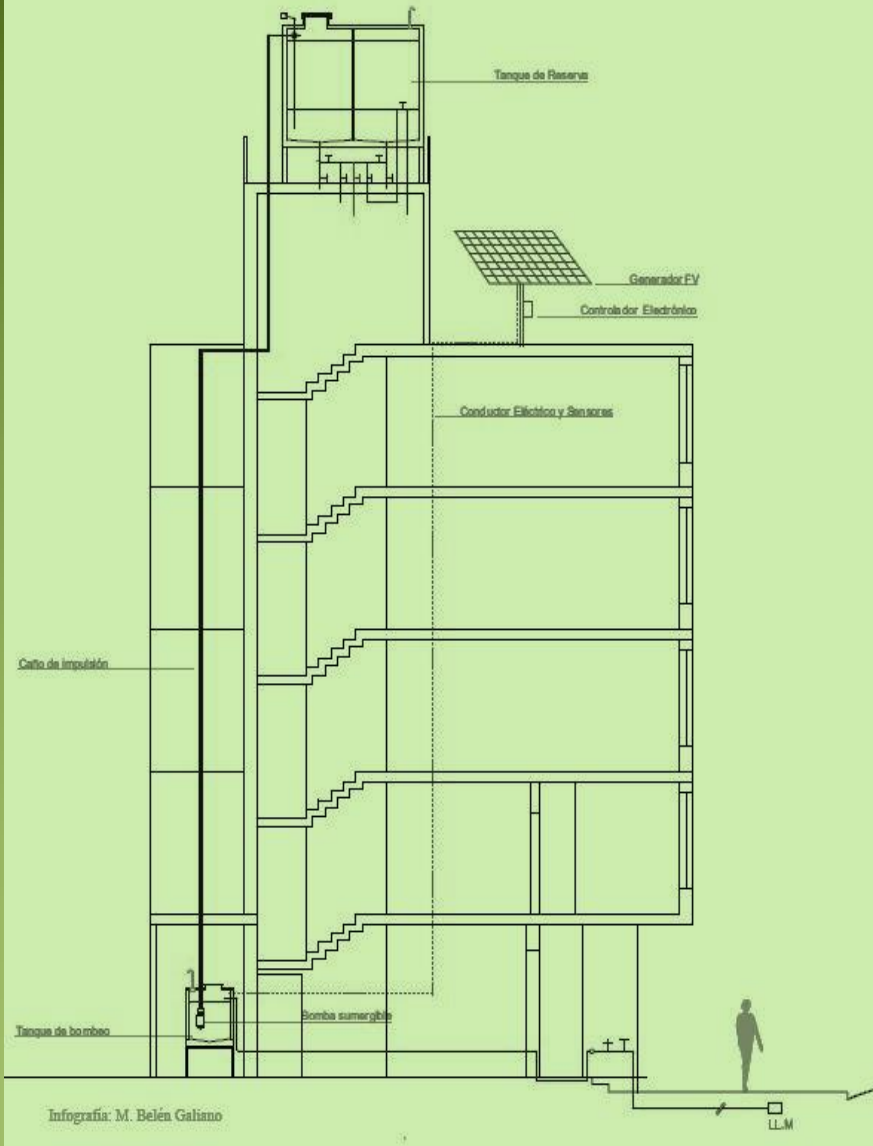 Tanque de Reserva
Generador FV
Controlador Electrónico
Conductor Eléctrico y Sensores
Caño de impulsión
Bomba sumergible
Tanque de bombeo
Infografía: M. Belén Galiano
LL.M